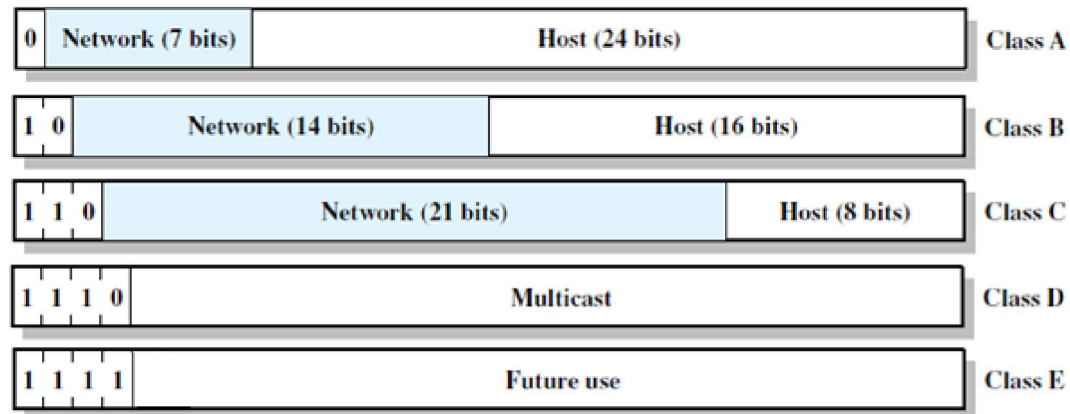 0 Network (7 bits) Host (24 bits) Class A
1 0 Network (14 bits) Host (16 bits) Class B
1 1 0 Network (21 bits) Host (8 bits) Class C
1 1 1 0 Multicast Class D
1 1 1 1 Future use Class E